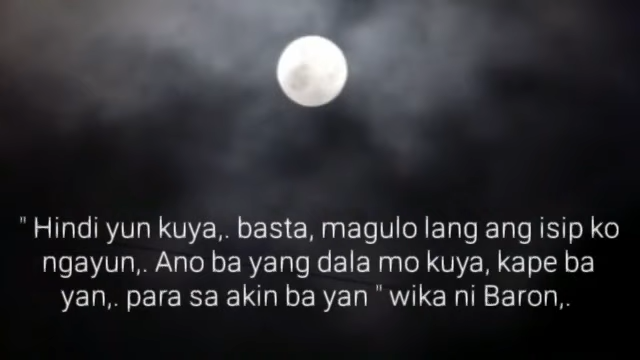 " Hindi yun kuya,. basta, magulo lang ang isip ko
ngayun,. Ano ba yang dala mo kuya, kape ba
yan,. para sa akin ba yan " wika ni Baron,.